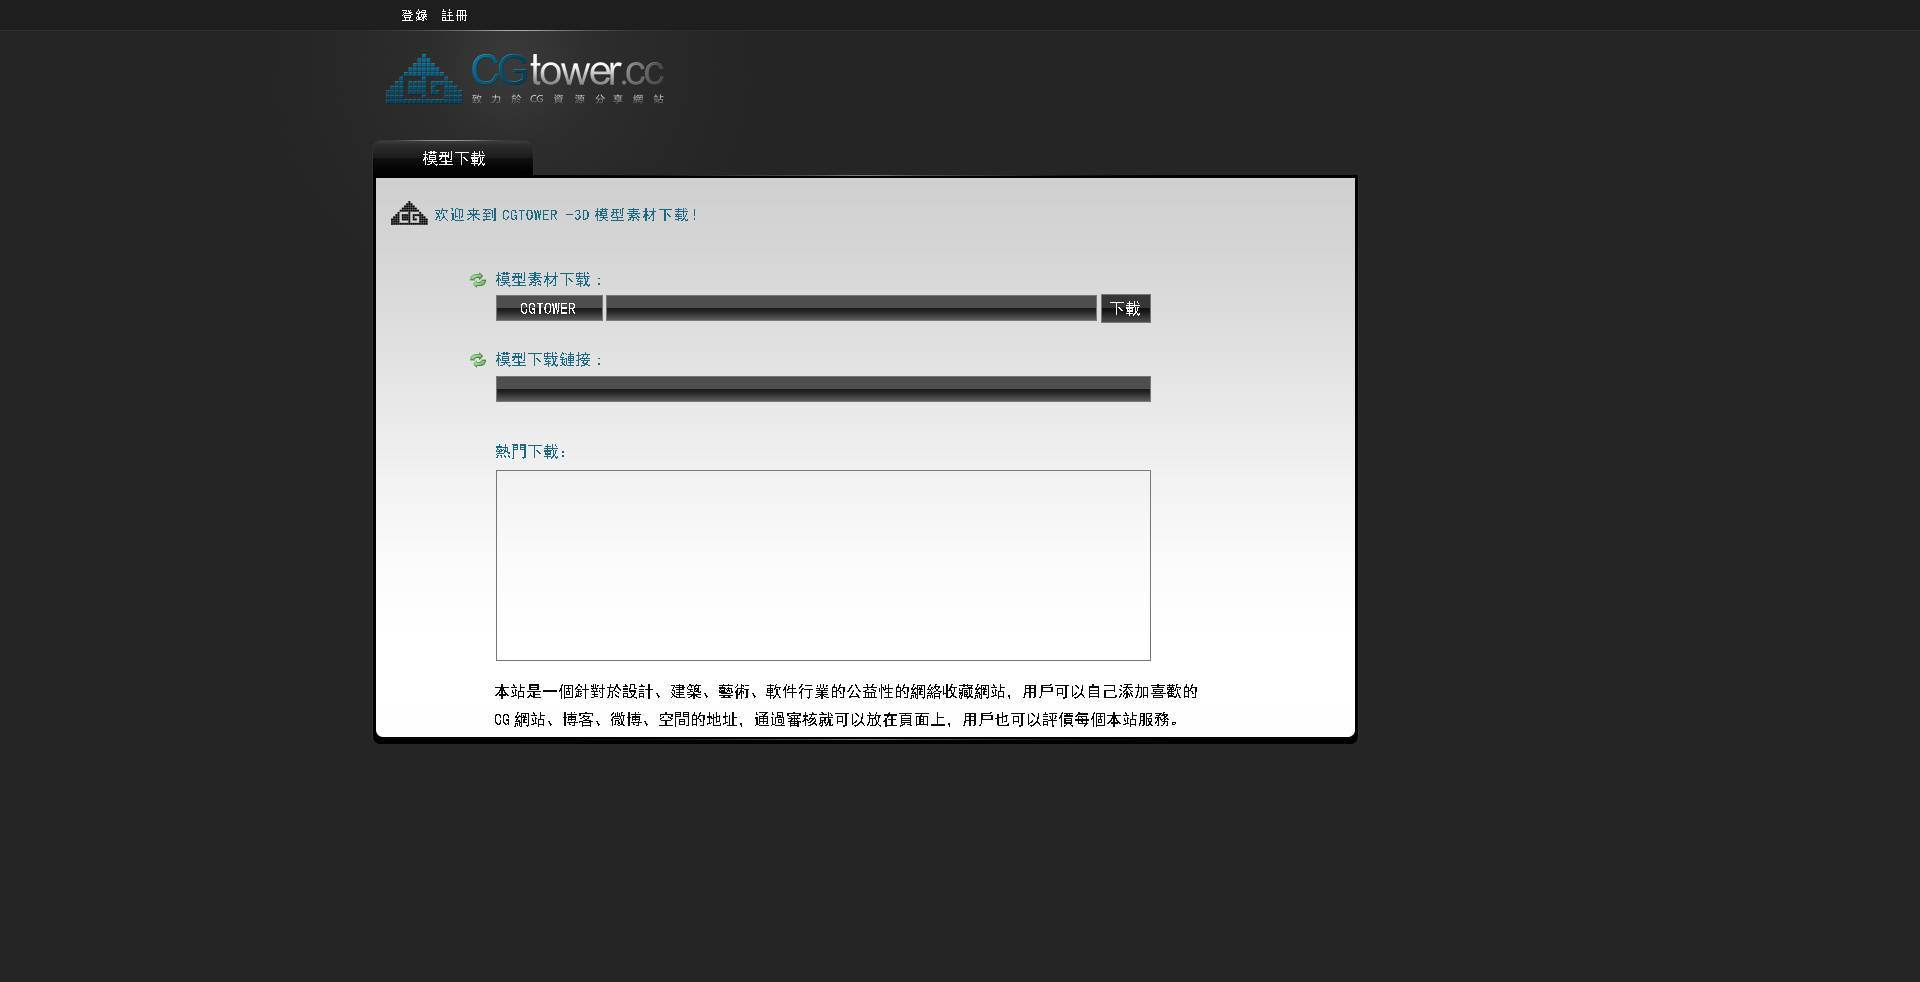 登錄 註冊
CGtower.cc
致力於CG資源分享網站
模型下載
CG
欢迎来到 CGTOWER -3D 模型素材下载!
模型素材下载：
CGTOWER 下載
模型下载鏈接：
熱門下載：
本站是一個針對於設計、建築、藝術、軟件行業的公益性的網絡收藏網站，用戶可以自己添加喜歡的
CG 網站、博客、微博、空間的地址，通過審核就可以放在頁面上，用戶也可以評價每個本站服務。